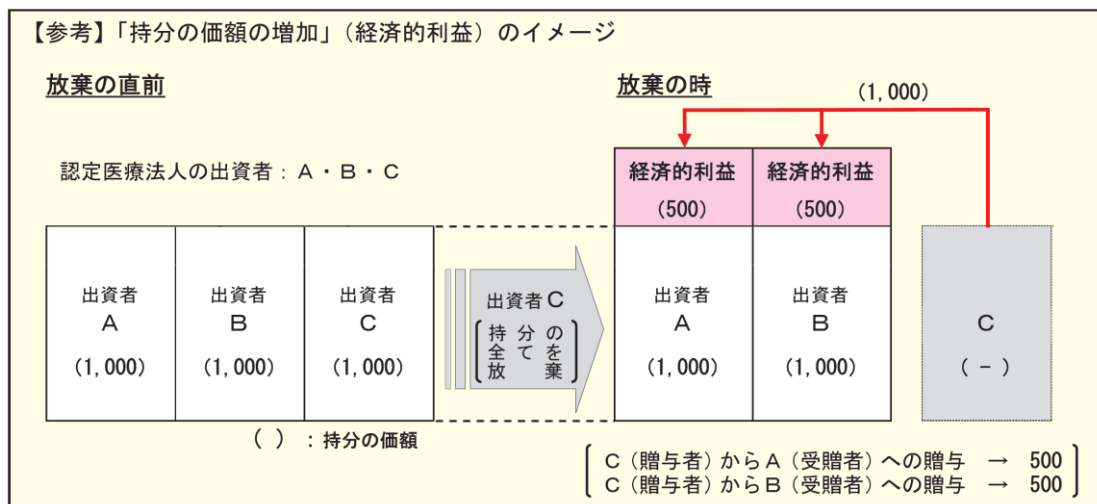 【参考】「持分の価額の増加」（経済的利益）のイメージ
放棄の直前
放棄の時
(1,000)
認定医療法人の出資者：Ａ・Ｂ・Ｃ
経済的利益
(500)
経済的利益
(500)
出資者
Ａ
(1,000)
出資者
Ｂ
(1,000)
出資者
Ｃ
(1,000)
出資者Ｃ
持分の
全てを
放棄
出資者
Ａ
(1,000)
出資者
Ｂ
(1,000)
Ｃ
(－)
( )：持分の価額
Ｃ（贈与者）からＡ（受贈者）への贈与 → 500
Ｃ（贈与者）からＢ（受贈者）への贈与 → 500